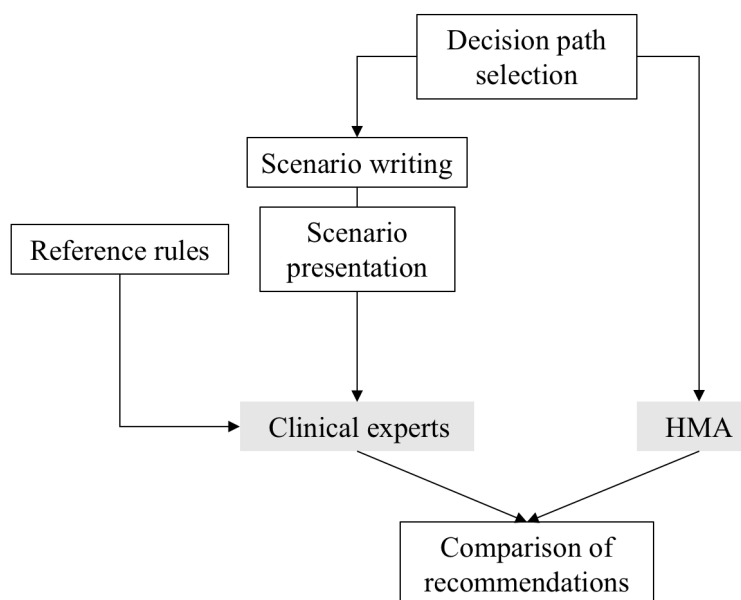 Decision path
selection
Scenario writing
Reference rules
Scenario
presentation
Clinical experts
HMA
Comparison of
recommendations